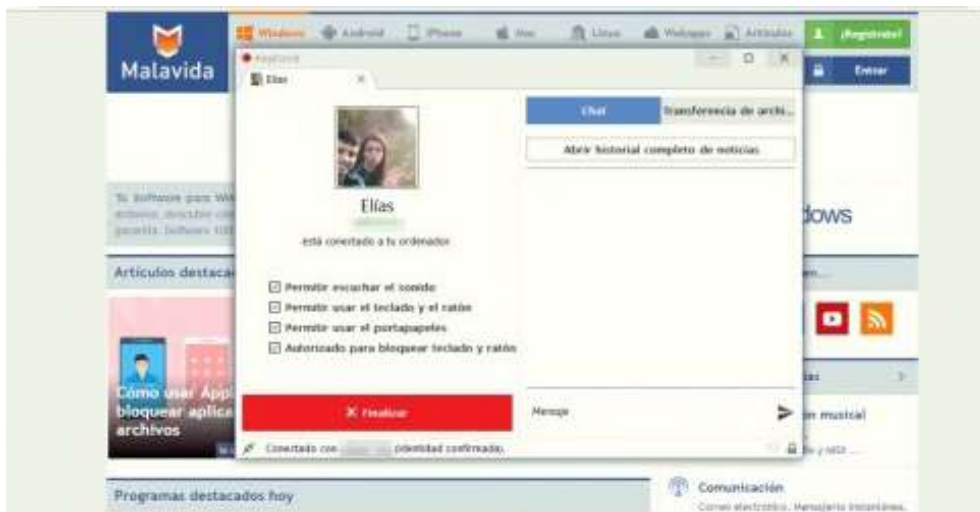 Malavida
Windows Android iPhone Mac Linux Webapps Artículos ¡Regístrate!
Entrar
AnyDesk
Elías
Chat
Transferencia de archi...
Abrir historial completo de noticias
Elías
está conectado a tu ordenador
Permitir escuchar el sonido
Permitir usar el teclado y el ratón
Permitir usar el portapapeles
Autorizado para bloquear teclado y ratón
Finalizar
Mensaje
Conectado con
(identidad confirmada).
Tu Software para
dows
Artículos destaca
Cómo usar App
bloquear aplica
archivos
n musical
Programas destacados hoy
Comunicación
Correo electrónico, Mensajería instantánea,